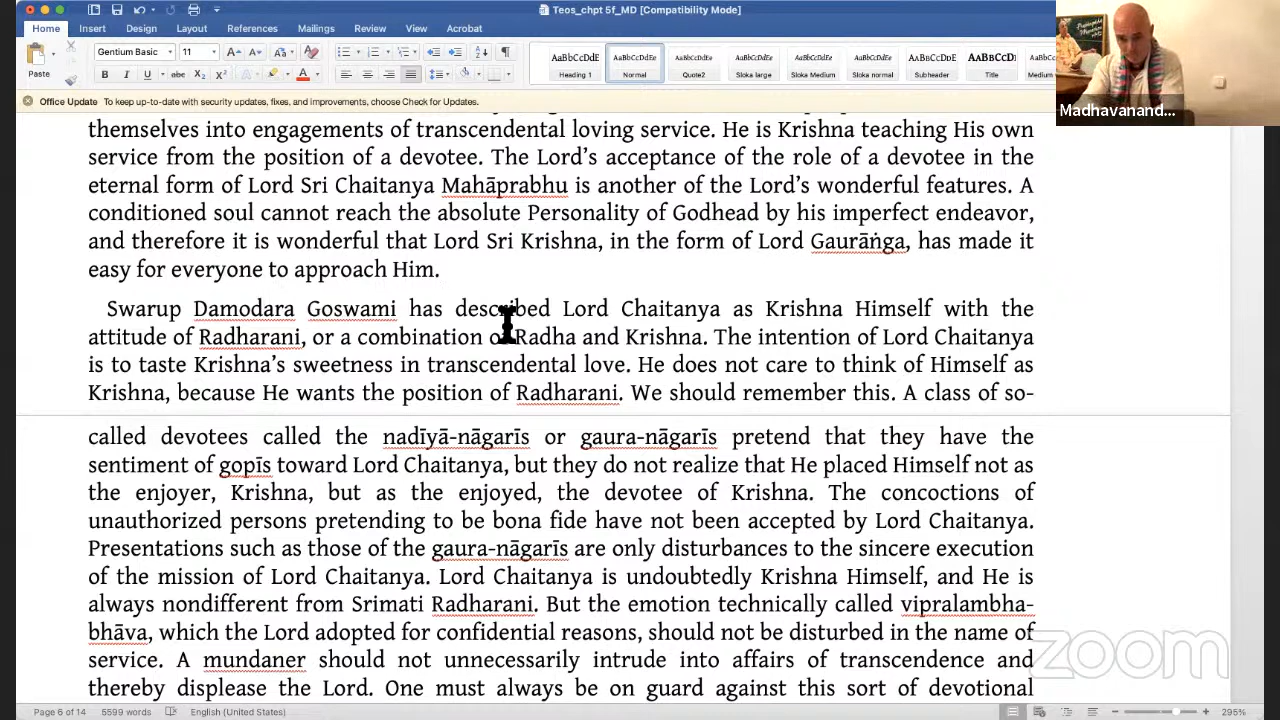 Teos_chpt 5f_MD [Compatibility Mode]
Home Insert Design Layout References Mailings Review View Acrobat
Gentium Basic 11
Paste
AaBbCcDdE AaBbCcDdEe AaBbCcDdEe AaBbCcDdE AaBbCcDdE AaBbCcDdE AaBbCcDdE AaBbCcD
Heading 1 Normal Quote2 Sloka large Sloka Medium Sloka normal Subheader Title Medium
Office Update To keep up-to-date with security updates, fixes, and improvements, choose Check for Updates.
Madhavanand...
themselves into engagements of transcendental loving service. He is Krishna teaching His own
service from the position of a devotee. The Lord's acceptance of the role of a devotee in the
eternal form of Lord Sri Chaitanya Mahāprabhu is another of the Lord's wonderful features. A
conditioned soul cannot reach the absolute Personality of Godhead by his imperfect endeavor,
and therefore it is wonderful that Lord Sri Krishna, in the form of Lord Gaurāṅga, has made it
easy for everyone to approach Him.
Swarup Damodara Goswami has described Lord Chaitanya as Krishna Himself with the
attitude of Radharani, or a combination of Radha and Krishna. The intention of Lord Chaitanya
is to taste Krishna's sweetness in transcendental love. He does not care to think of Himself as
Krishna, because He wants the position of Radharani. We should remember this. A class of so-
called devotees called the nadīyā-nāgarīs or gaura-nāgarīs pretend that they have the
sentiment of gopīs toward Lord Chaitanya, but they do not realize that He placed Himself not as
the enjoyer, Krishna, but as the enjoyed, the devotee of Krishna. The concoctions of
unauthorized persons pretending to be bona fide have not been accepted by Lord Chaitanya.
Presentations such as those of the gaura-nāgarīs are only disturbances to the sincere execution
of the mission of Lord Chaitanya. Lord Chaitanya is undoubtedly Krishna Himself, and He is
always nondifferent from Srimati Radharani. But the emotion technically called vipralambha-
bhāva, which the Lord adopted for confidential reasons, should not be disturbed in the name of
service. A mundaner should not unnecessarily intrude into affairs of transcendence and
thereby displease the Lord. One must always be on guard against this sort of devotional
zoom
Page 6 of 14 5599 words English (United States) 295%